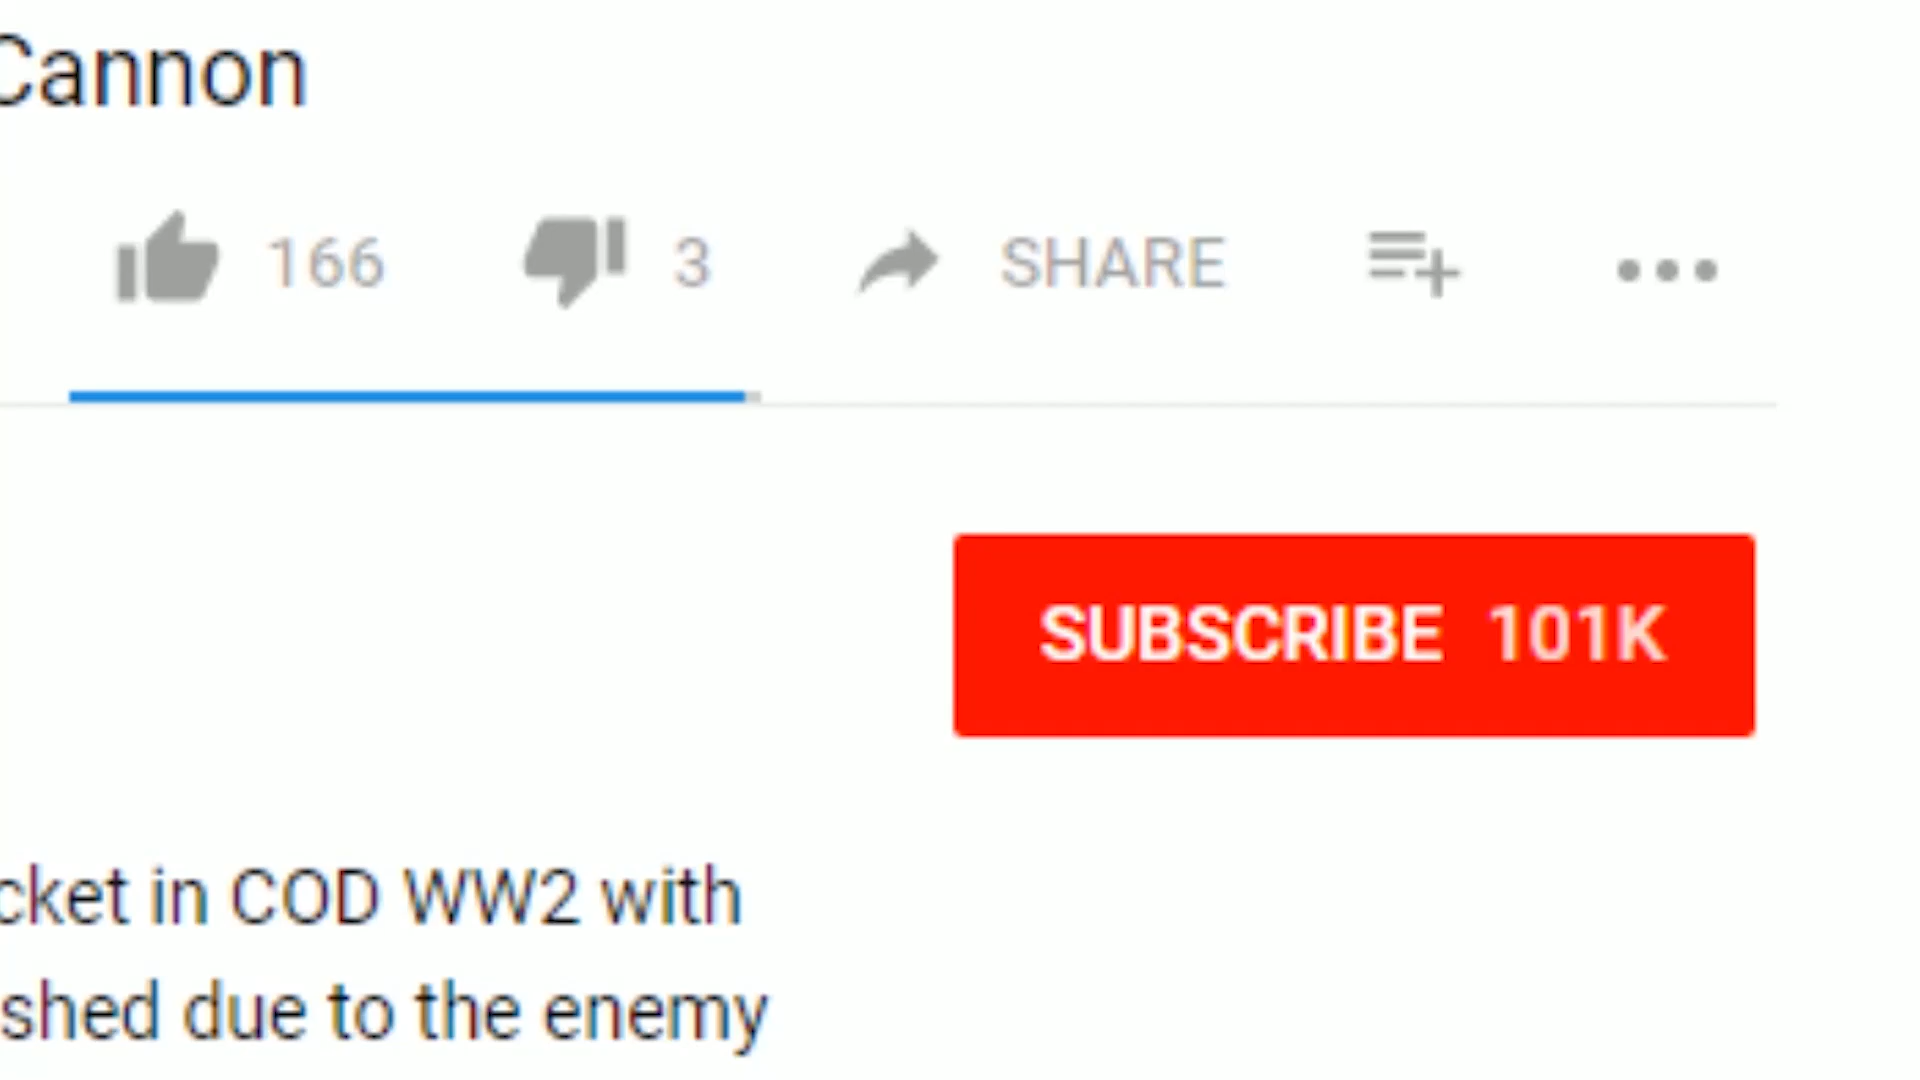 Cannon
166 3 SHARE
SUBSCRIBE 101K
cket in COD WW2 with
shed due to the enemy